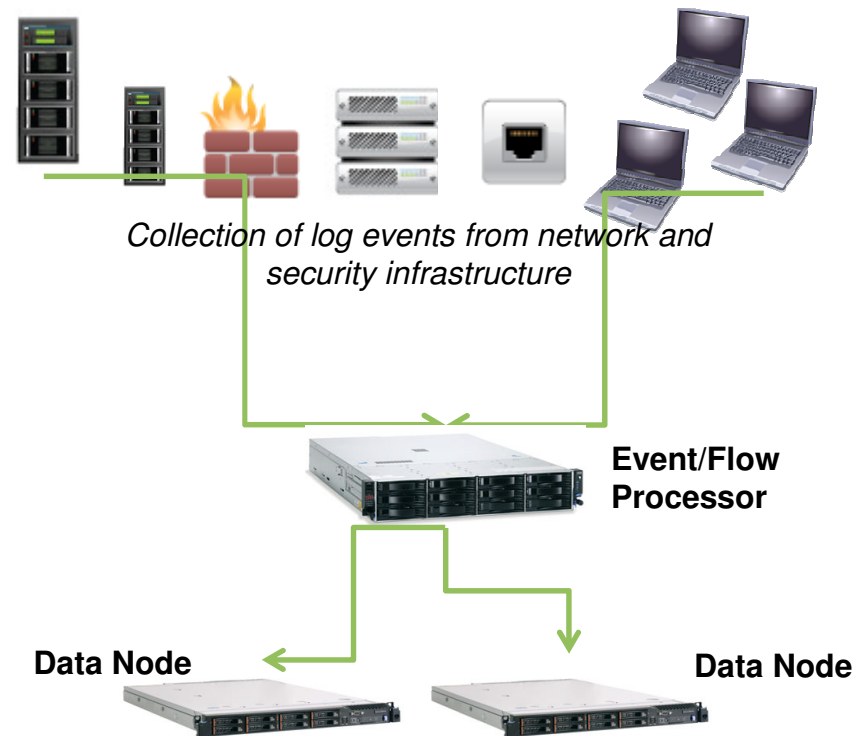 Collection of log events from network and
security infrastructure
Event/Flow
Processor
Data Node
Data Node